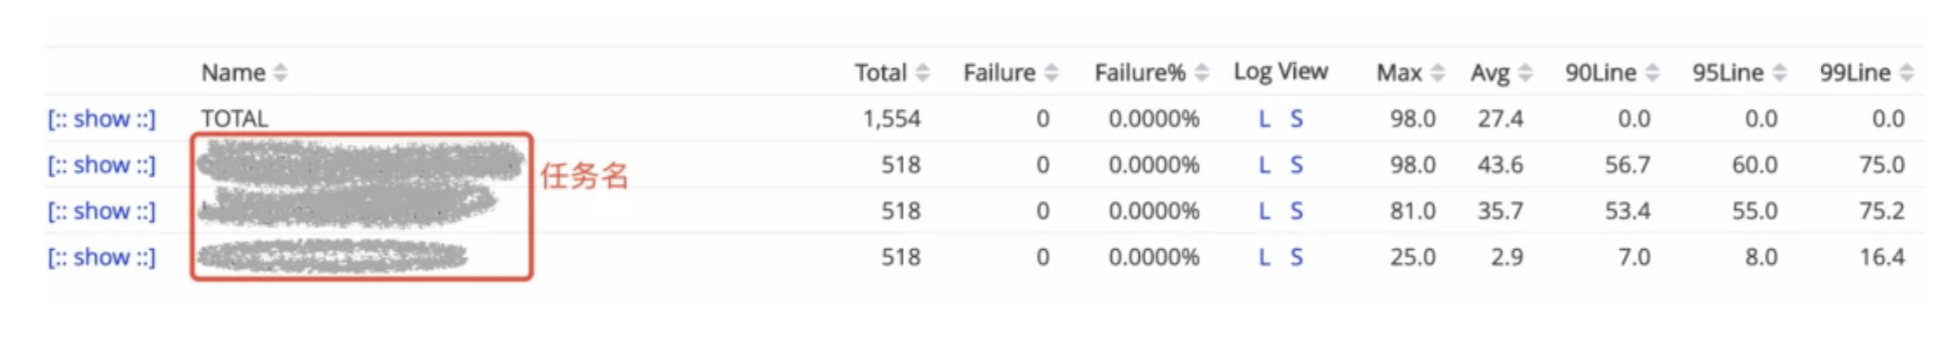 Name Total Failure Failure% Log View Max Avg 90Line 95Line 99Line
[:: show ::] TOTAL 1,554 0 0.0000% L S 98.0 27.4 0.0 0.0 0.0
[:: show ::] 518 0 0.0000% L S 98.0 43.6 56.7 60.0 75.0
任务名
[:: show ::] 518 0 0.0000% L S 81.0 35.7 53.4 55.0 75.2
[:: show ::] 518 0 0.0000% L S 25.0 2.9 7.0 8.0 16.4